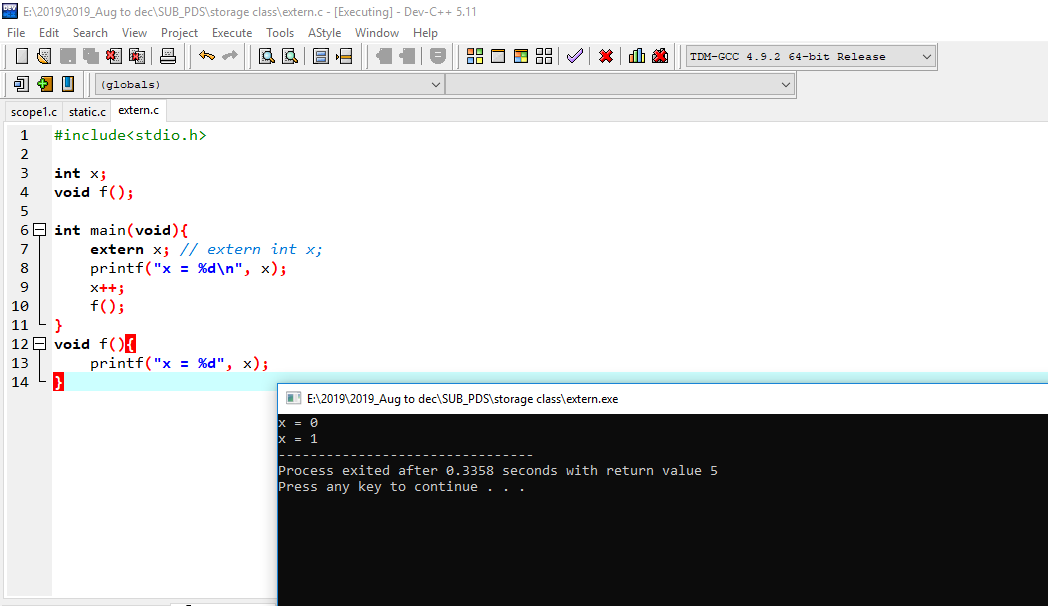 E:\2019\2019_Aug to dec\SUB_PDS\storage class\extern.c - [Executing] - Dev-C++ 5.11
File Edit Search View Project Execute Tools AStyle Window Help
TDM-GCC 4.9.2 64-bit Release
(globals)
scope1.c static.c extern.c
1 #include<stdio.h>
2
3 int x;
4 void f();
5
6 int main(void){
7 extern x; // extern int x;
8 printf("x = %d\n", x);
9 x++;
10 f();
11 }
12 void f(){
13 printf("x = %d", x);
14 }
E:\2019\2019_Aug to dec\SUB_PDS\storage class\extern.exe
x = 0
x = 1
--------------------------------
Process exited after 0.3358 seconds with return value 5
Press any key to continue . . .